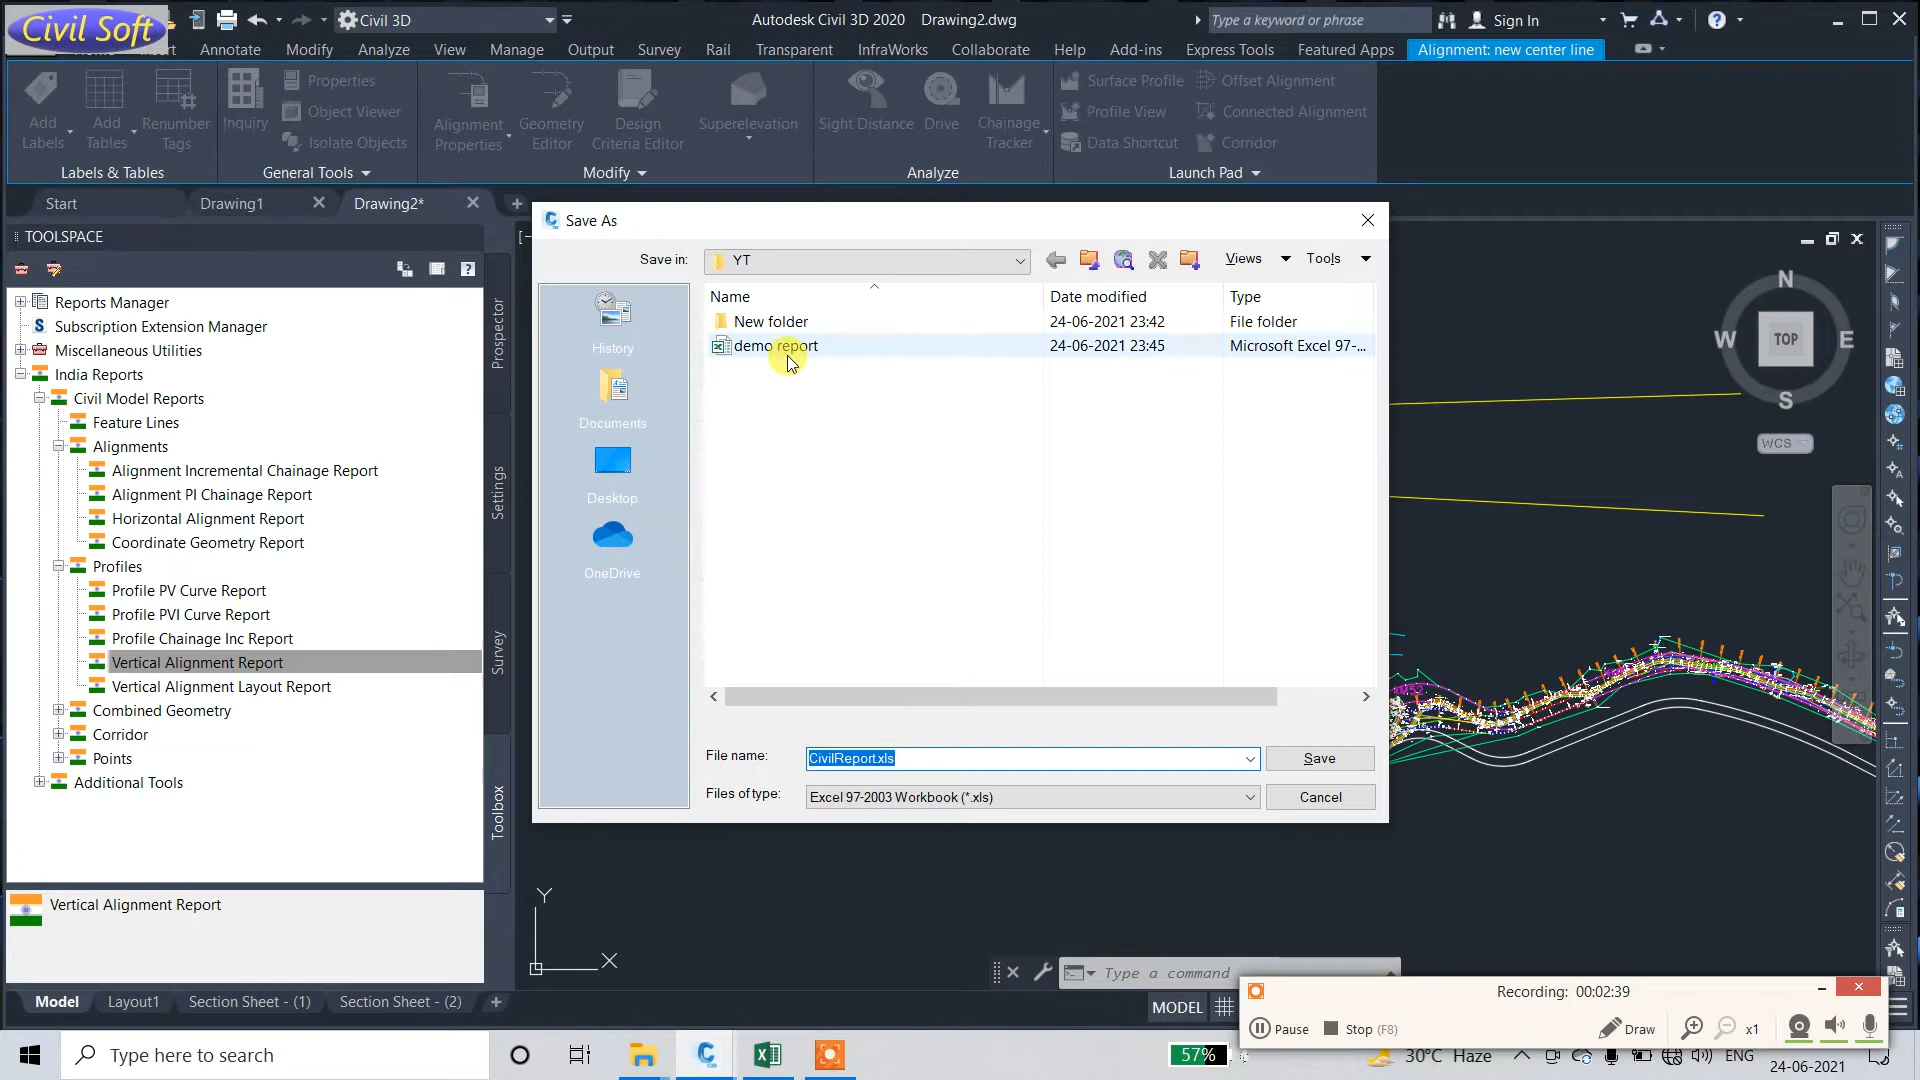 Civil Soft
Civil 3D
Autodesk Civil 3D 2020 Drawing2.dwg
Type a keyword or phrase
Sign In
Annotate Modify Analyze View Manage Output Survey Rail Transparent InfraWorks Collaborate Help Add-ins Express Tools Featured Apps Alignment: new center line
Add Labels
Add Tables
Renumber Tags
Inquiry
Properties
Object Viewer
Isolate Objects
Alignment Properties
Geometry Editor
Design Criteria Editor
Superelevation
Sight Distance
Drive
Chainage Tracker
Surface Profile
Profile View
Data Shortcut
Offset Alignment
Connected Alignment
Corridor
Labels & Tables General Tools Modify Analyze Launch Pad
Start Drawing1 Drawing2*
TOOLSPACE
Reports Manager
Subscription Extension Manager
Miscellaneous Utilities
India Reports
Civil Model Reports
Feature Lines
Alignments
Alignment Incremental Chainage Report
Alignment PI Chainage Report
Horizontal Alignment Report
Coordinate Geometry Report
Profiles
Profile PV Curve Report
Profile PVI Curve Report
Profile Chainage Inc Report
Vertical Alignment Report
Vertical Alignment Layout Report
Combined Geometry
Corridor
Points
Additional Tools
Vertical Alignment Report
Prospector
Settings
Survey
Toolbox
Save As
Save in: YT
Views Tools
History
Documents
Desktop
OneDrive
Name Date modified Type
New folder 24-06-2021 23:42 File folder
demo report 24-06-2021 23:45 Microsoft Excel 97-...
File name: CivilReport.xls Save
Files of type: Excel 97-2003 Workbook (*.xls) Cancel
N
W TOP E
S
WCS
KM52
Y
X
Type a command
Model Layout1 Section Sheet - (1) Section Sheet - (2)
MODEL
Recording: 00:02:39
Pause Stop (F8) Draw x1
Type here to search
57%
30°C Haze
ENG
24-06-2021